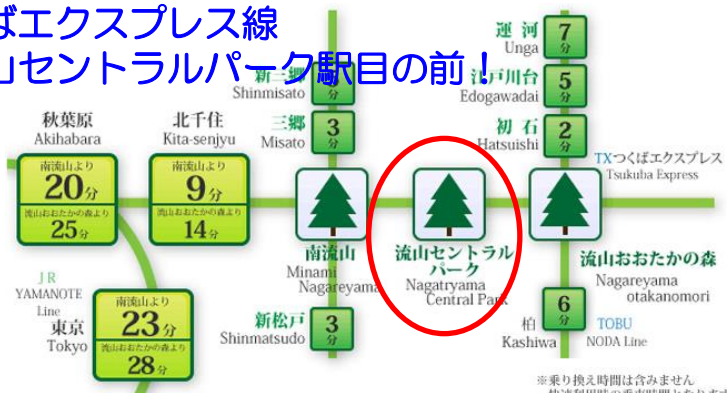 ばエクスプレス線
山セントラルパーク駅目の前!
新三郷
Shinmisato
分
三郷
Misato
3分
運河
Unga
7分
江戸川台
Edogawadai
5分
初石
Hatsuishi
2分
秋葉原
Akihabara
南流山より
20分
流山おおたかの森より
25分
北千住
Kita-senjyu
南流山より
9分
流山おおたかの森より
14分
TXつくばエクスプレス
Tsukuba Express
南流山
Minami
Nagareyama
流山セントラル
パーク
Nagatryama
Central Park
流山おおたかの森
Nagareyama
otakanomori
JR
YAMANOTE
Line
東京
Tokyo
南流山より
23分
流山おおたかの森より
28分
新松戸
Shinmatsudo
3分
柏
Kashiwa
6分
TOBU
NODA Line
※乗り換え時間は含みません